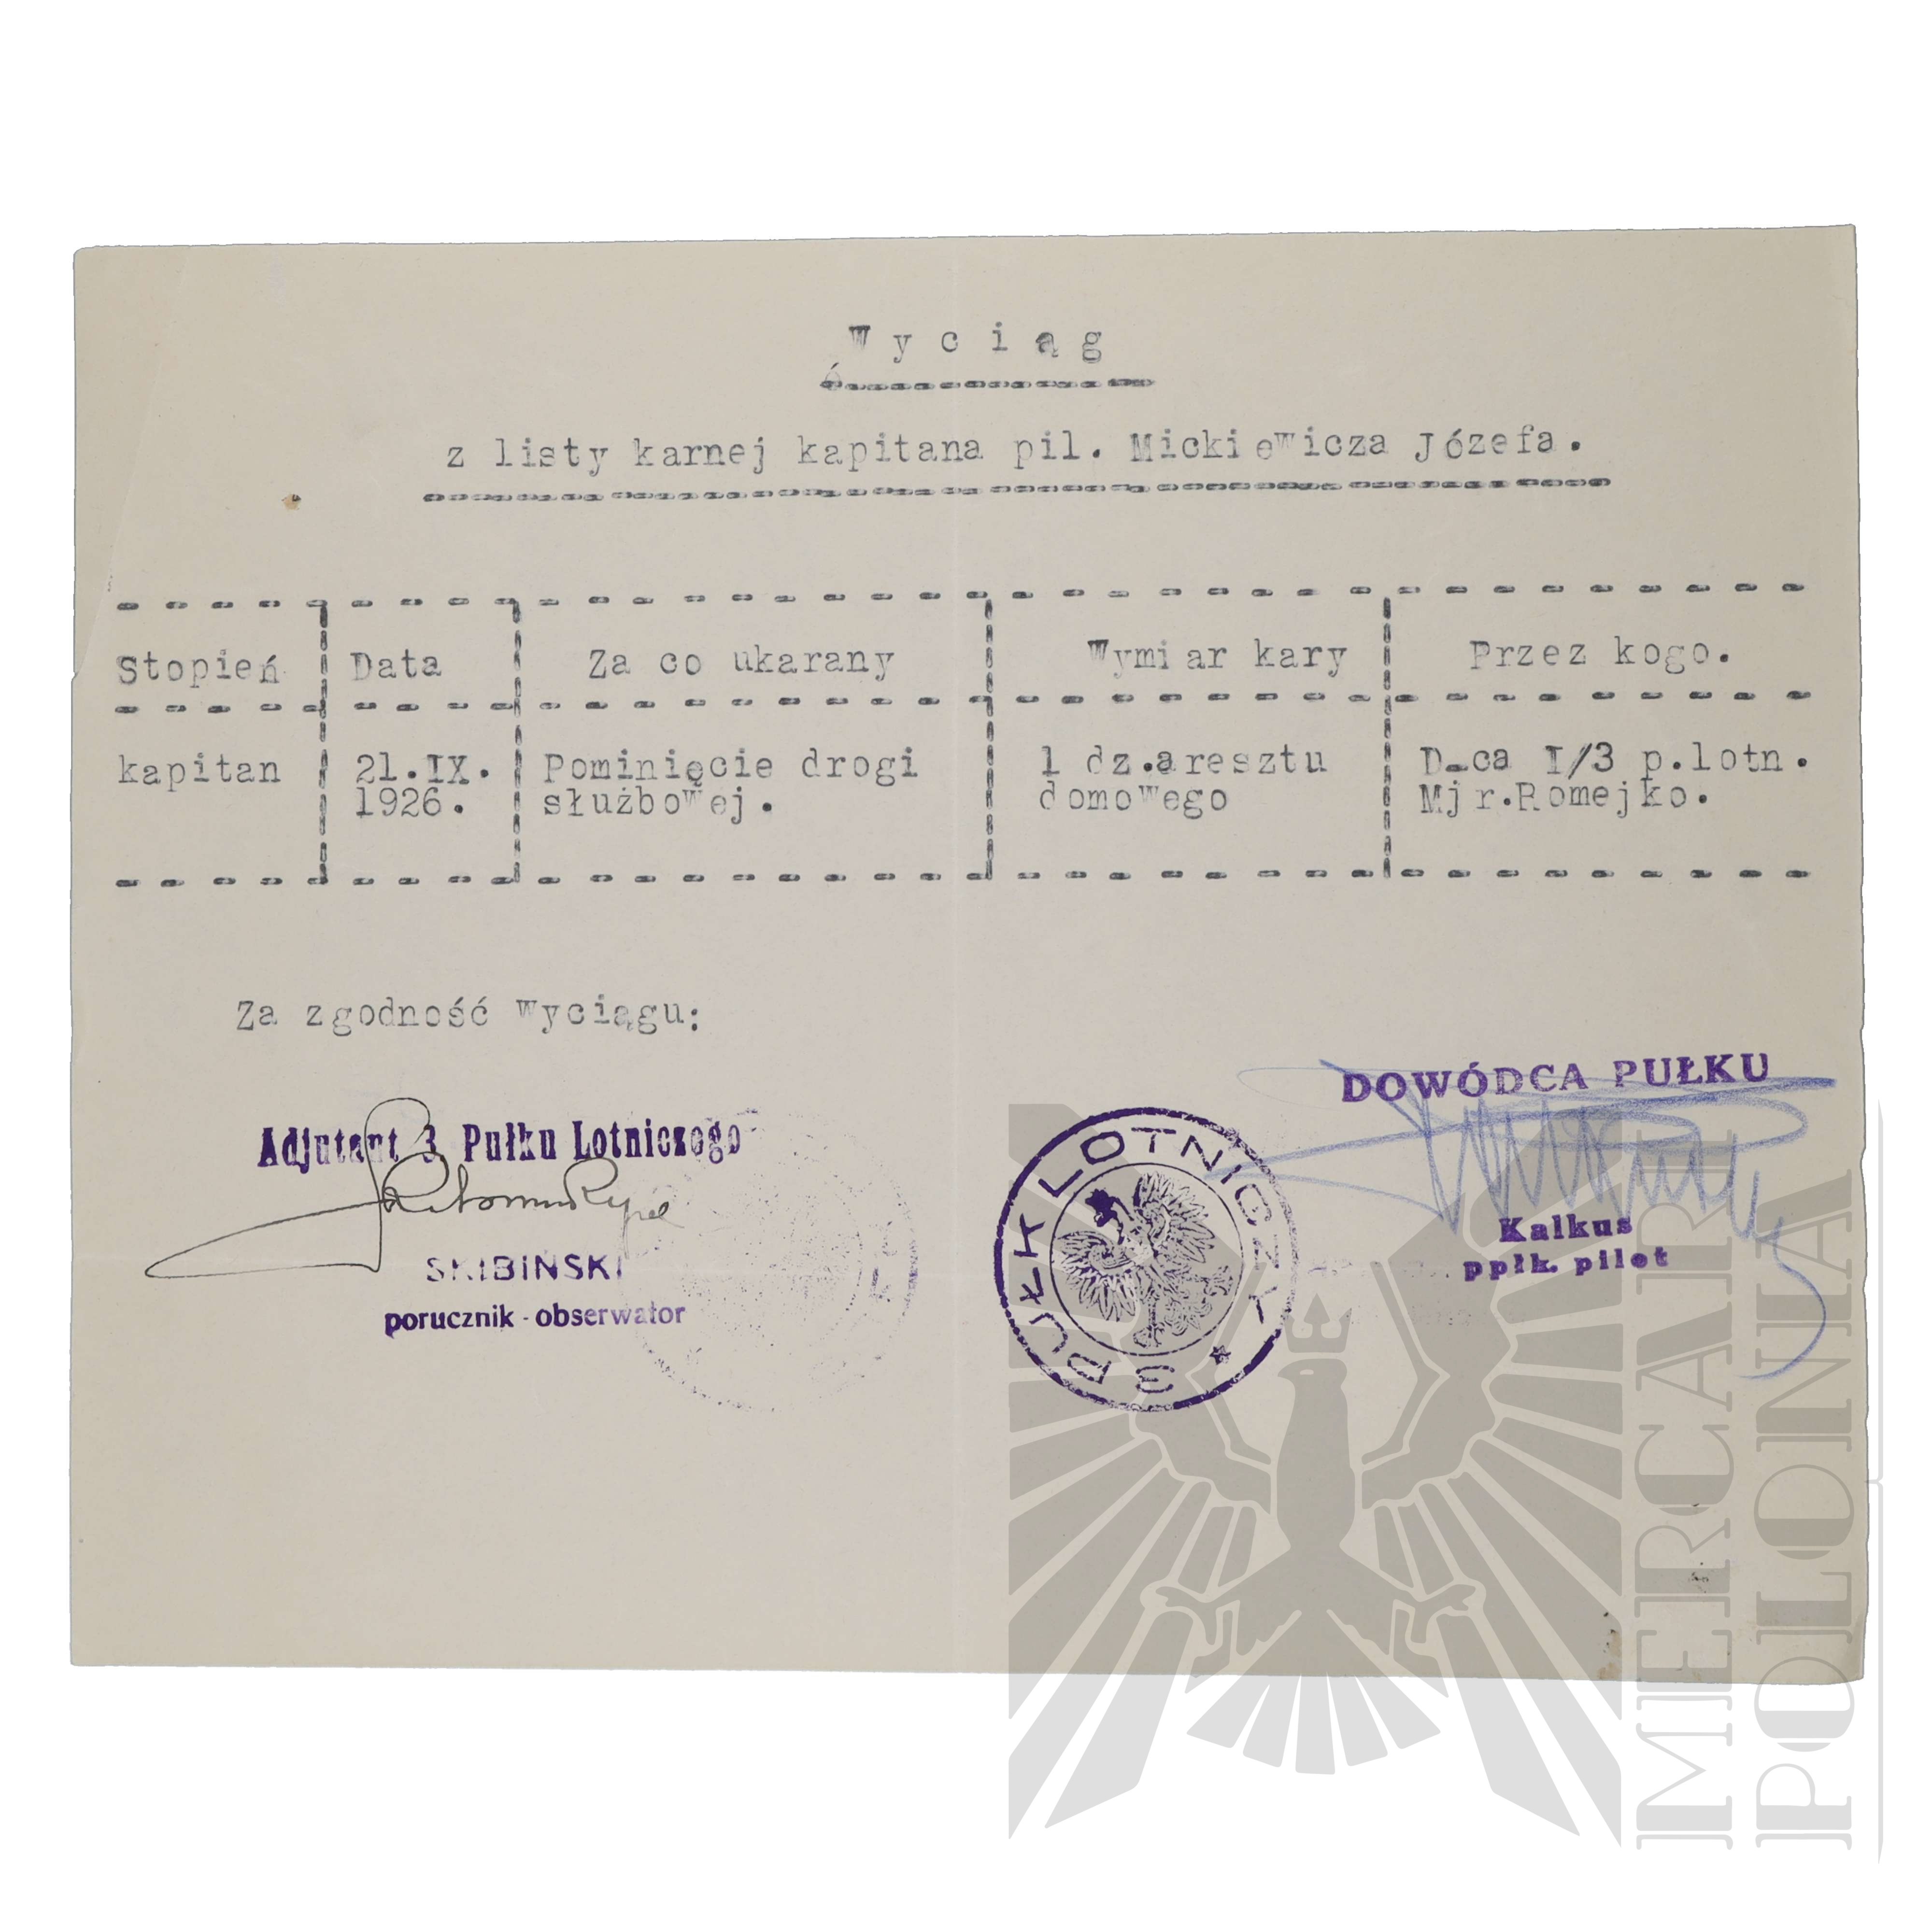 Wyciąg
z listy karnej kapitana pil. Mickiewicza Józefa.
Stopień Data Za co ukarany Wymiar kary Przez kogo.
kapitan 21.IX. Pominięcie drogi 1 dz.aresztu D-ca I/3 p.lotn.
1926. służbowej. domowego Mjr.Romejko.
Za zgodność wyciągu:
DOWÓDCA PUŁKU
Adjutant 3 Pułku Lotniczego
3 PUŁK LOTNICZY *
Kalkus
ppłk. pilot
SKIBIŃSKI
porucznik - obserwator
MERCARI
POLONIA